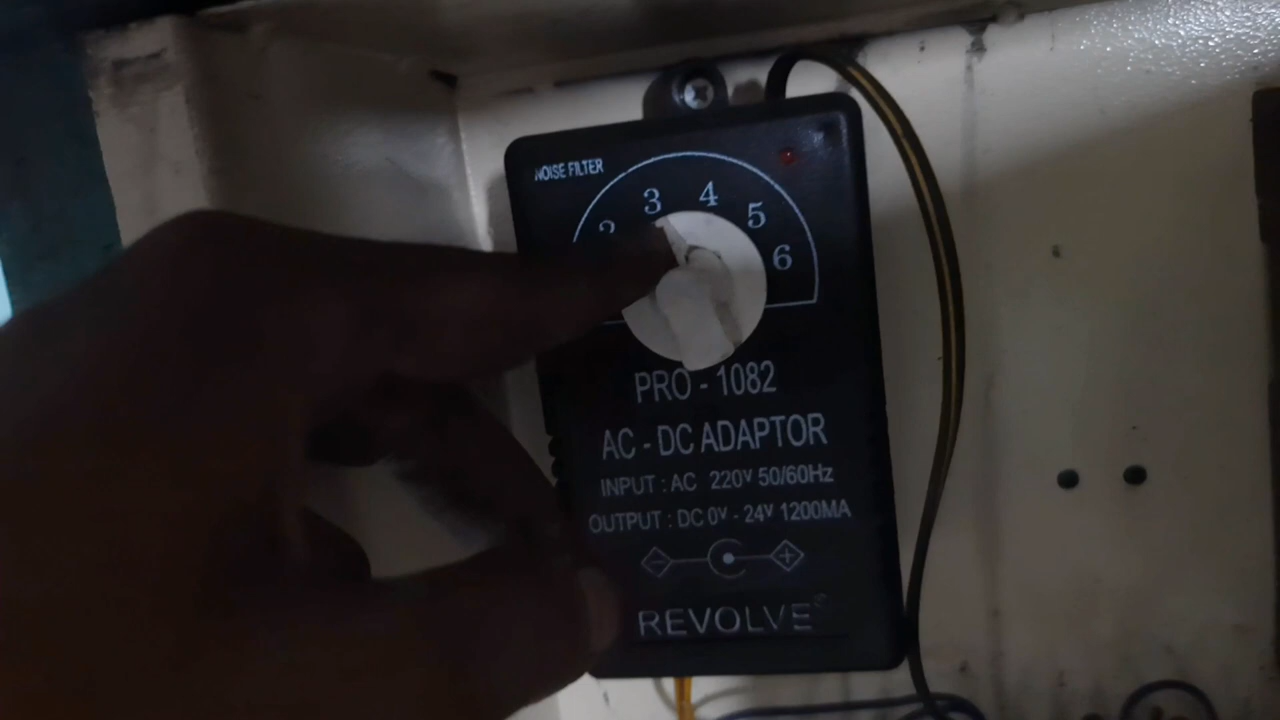 NOISE FILTER
2 3 4 5 6
PRO - 1082
AC - DC ADAPTOR
INPUT : AC 220V 50/60Hz
OUTPUT : DC 0V - 24V 1200MA
- +
REVOLVE